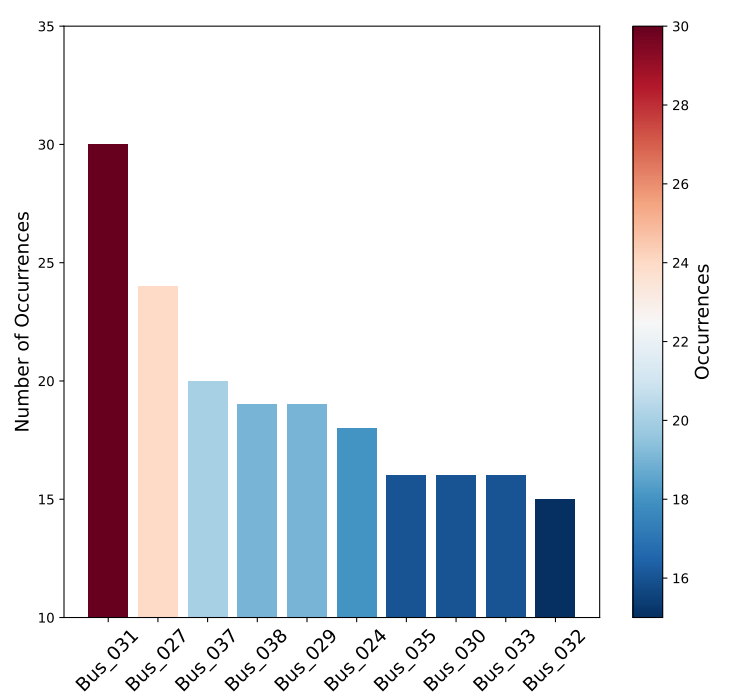 35
30
25
20
15
10
Number of Occurrences
Bus_031
Bus_027
Bus_037
Bus_038
Bus_029
Bus_024
Bus_035
Bus_030
Bus_033
Bus_032
30
28
26
24
22
20
18
16
Occurrences